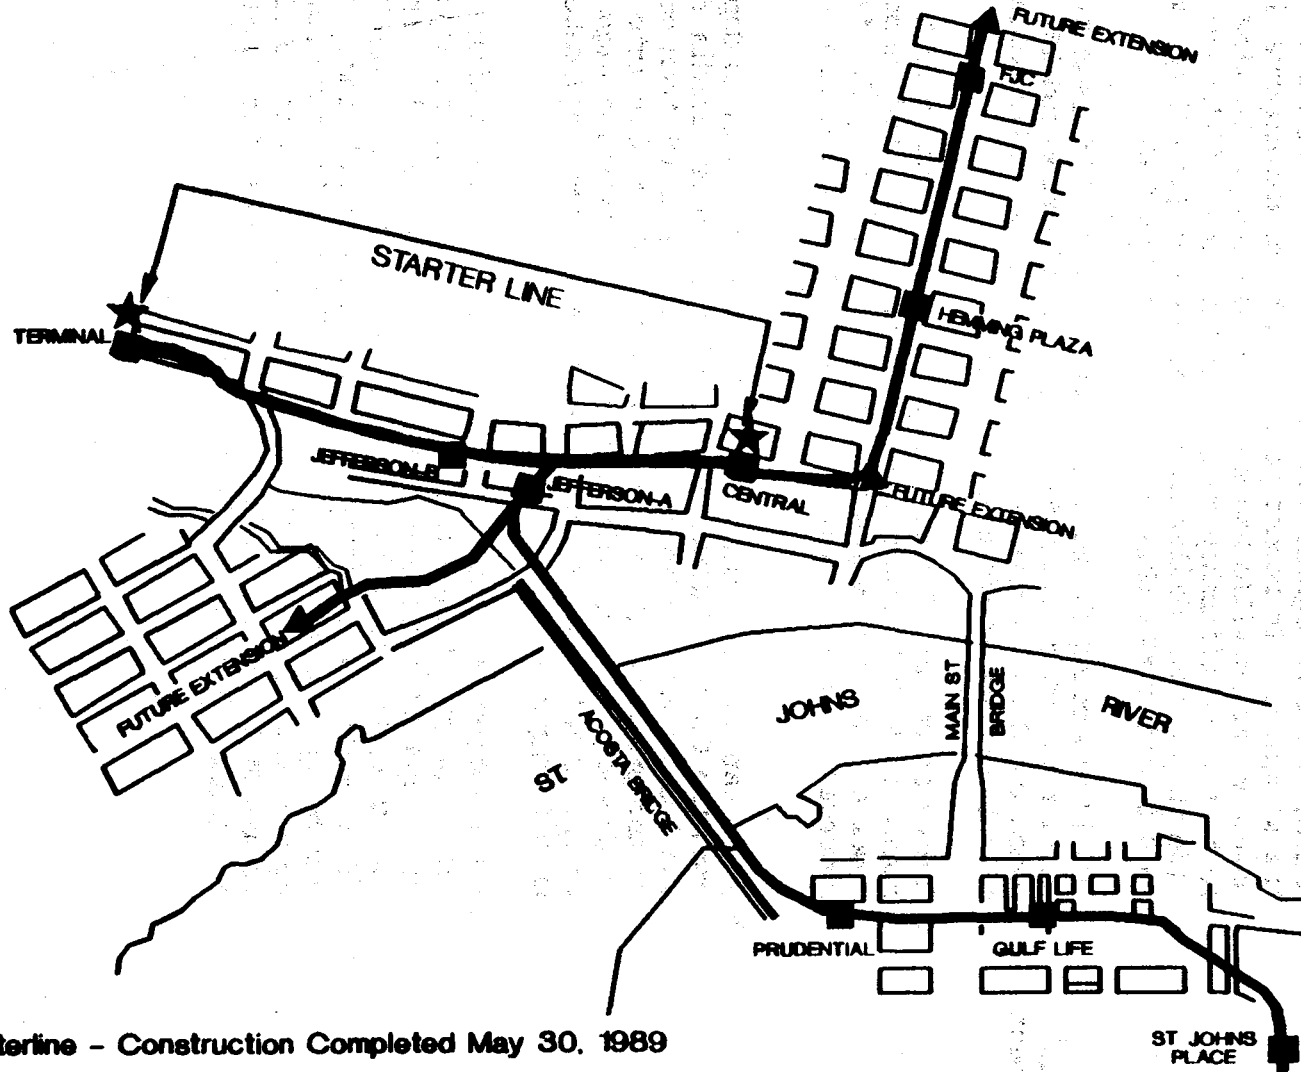 FUTURE EXTENSION
FJC
STARTER LINE
TERMINAL
HEMMING PLAZA
JEFFERSON-B
JEFFERSON-A
CENTRAL
FUTURE EXTENSION
FUTURE EXTENSION
ST
JOHNS
RIVER
MAIN ST
BRIDGE
ACOSTA BRIDGE
PRUDENTIAL
GULF LIFE
terline - Construction Completed May 30, 1989
ST JOHNS
PLACE